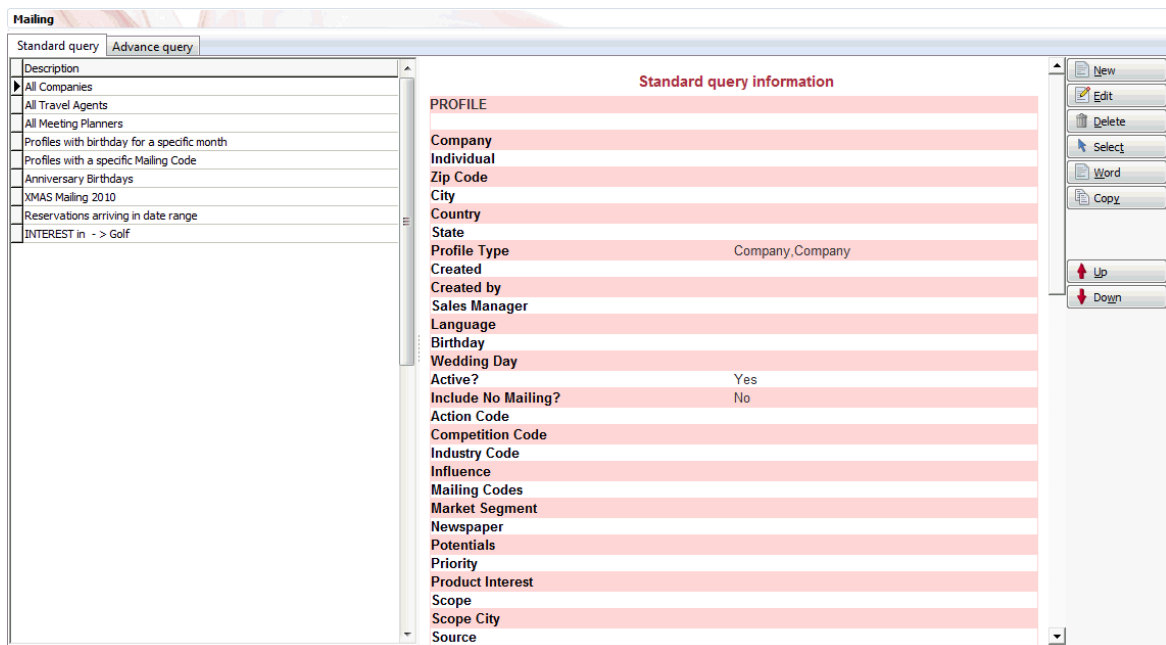 Mailing
Standard query
Advance query
Description
All Companies
All Travel Agents
All Meeting Planners
Profiles with birthday for a specific month
Profiles with a specific Mailing Code
Anniversary Birthdays
XMAS Mailing 2010
Reservations arriving in date range
INTEREST in - > Golf
Standard query information
PROFILE
Company
Individual
Zip Code
City
Country
State
Profile Type Company,Company
Created
Created by
Sales Manager
Language
Birthday
Wedding Day
Active? Yes
Include No Mailing? No
Action Code
Competition Code
Industry Code
Influence
Mailing Codes
Market Segment
Newspaper
Potentials
Priority
Product Interest
Scope
Scope City
Source
New
Edit
Delete
Select
Word
Copy
Up
Down